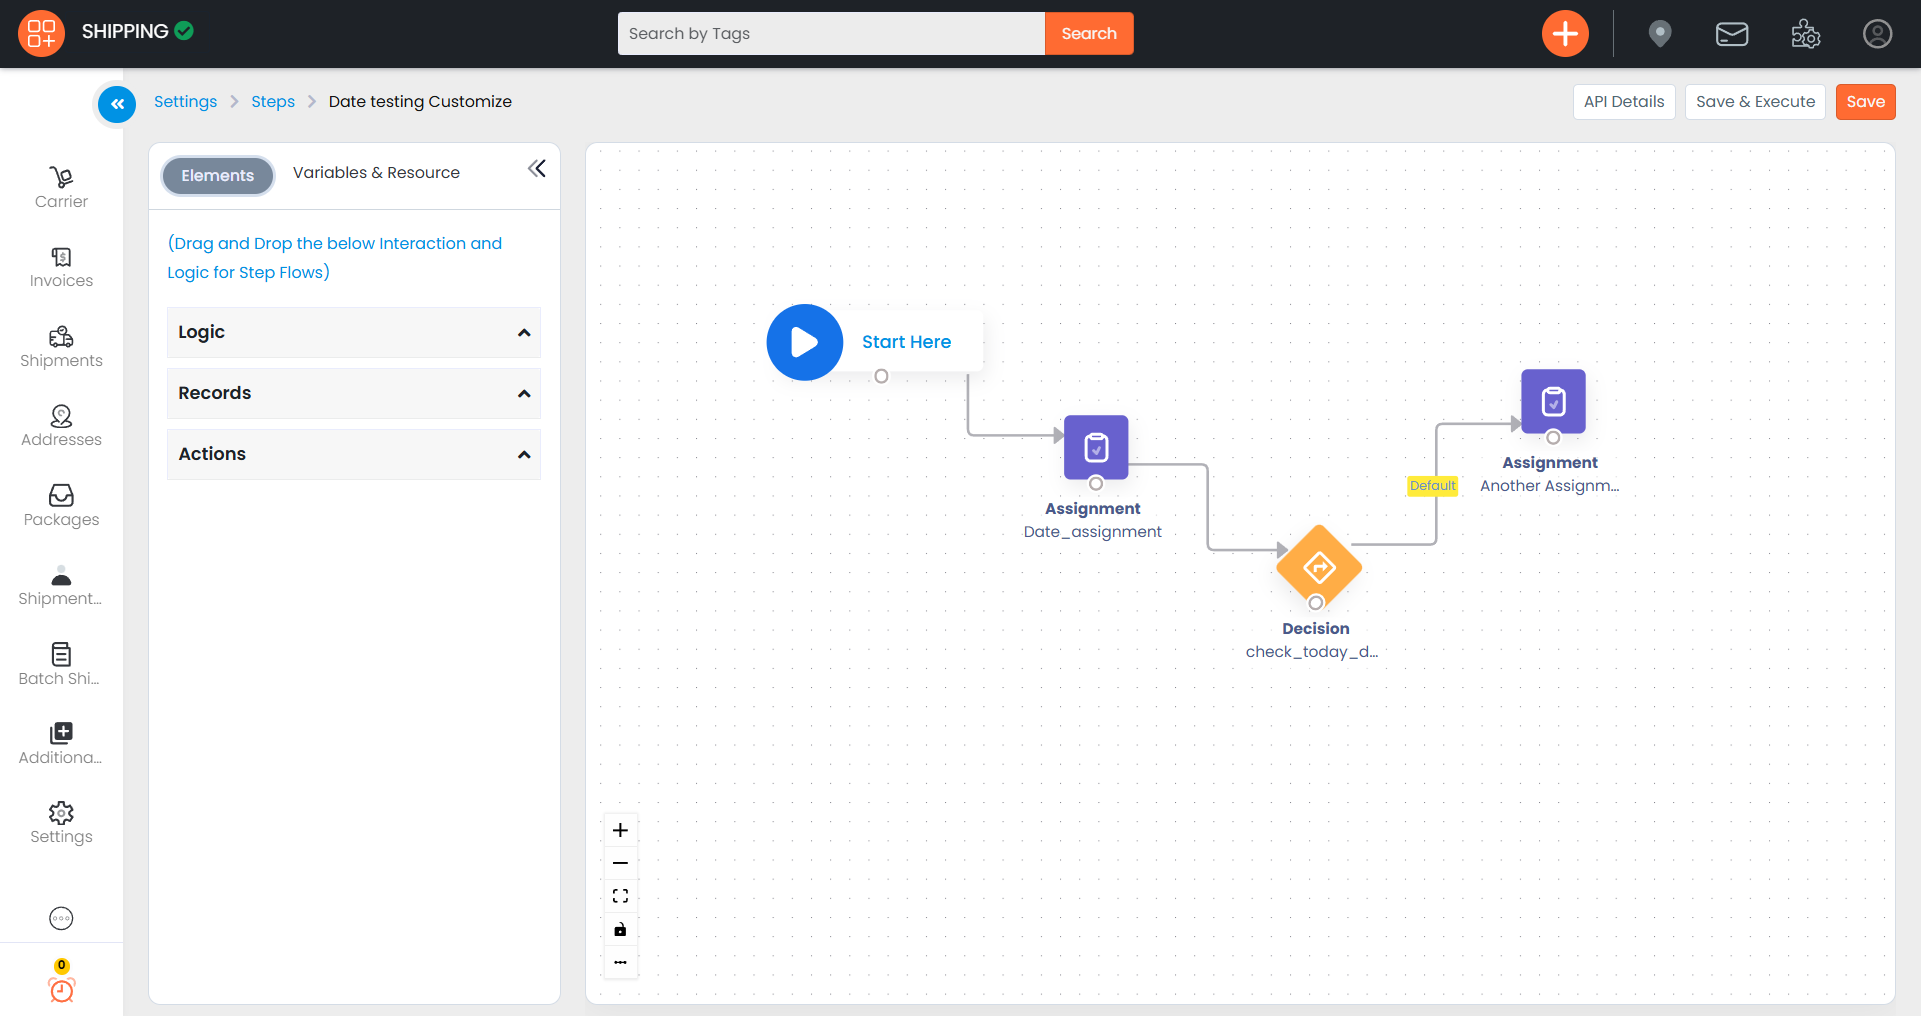 SHIPPING
Search by Tags
Search
Settings
Steps
Date testing Customize
API Details
Save & Execute
Save
Carrier
Invoices
Shipments
Addresses
Packages
Shipment...
Batch Shi...
Additiona...
Settings
0
Elements
Variables & Resource
(Drag and Drop the below Interaction and
Logic for Step Flows)
Logic
Records
Actions
Start Here
Assignment
Date_assignment
Decision
check_today_d...
Default
Assignment
Another Assignm...